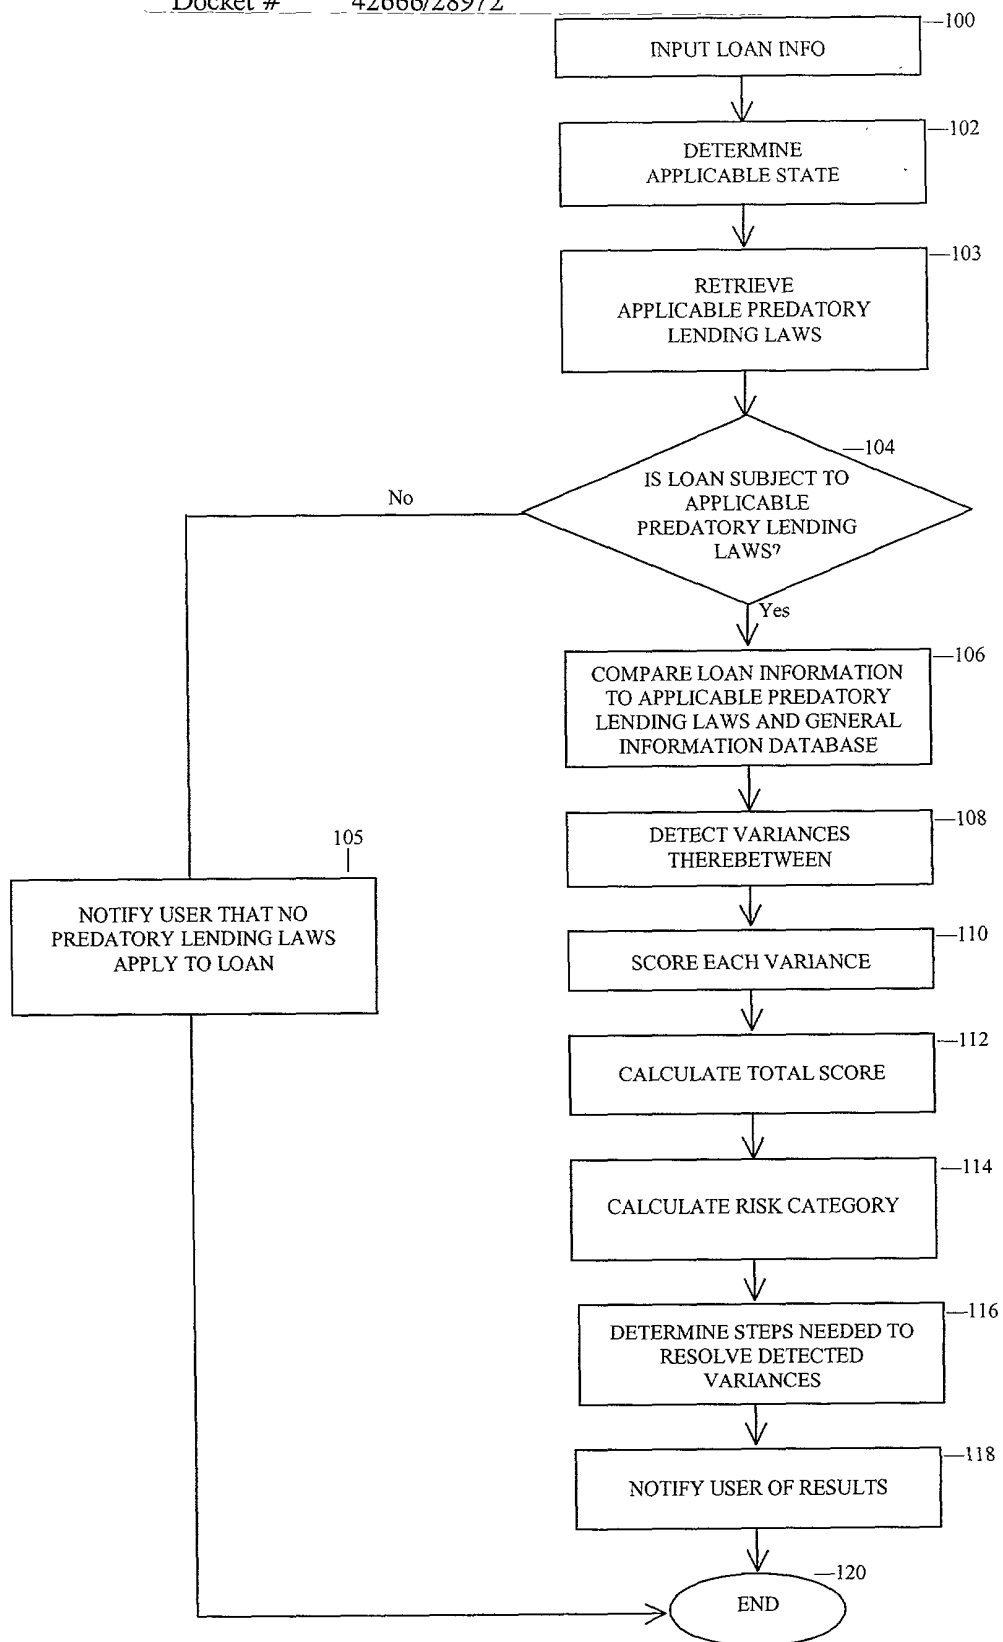 Docket # 42666/28972
100
INPUT LOAN INFO
102
DETERMINE
APPLICABLE STATE
103
RETRIEVE
APPLICABLE PREDATORY
LENDING LAWS
104
IS LOAN SUBJECT TO
APPLICABLE
PREDATORY LENDING
LAWS?
No
Yes
106
COMPARE LOAN INFORMATION
TO APPLICABLE PREDATORY
LENDING LAWS AND GENERAL
INFORMATION DATABASE
108
DETECT VARIANCES
THEREBETWEEN
105
NOTIFY USER THAT NO
PREDATORY LENDING LAWS
APPLY TO LOAN
110
SCORE EACH VARIANCE
112
CALCULATE TOTAL SCORE
114
CALCULATE RISK CATEGORY
116
DETERMINE STEPS NEEDED TO
RESOLVE DETECTED
VARIANCES
118
NOTIFY USER OF RESULTS
120
END